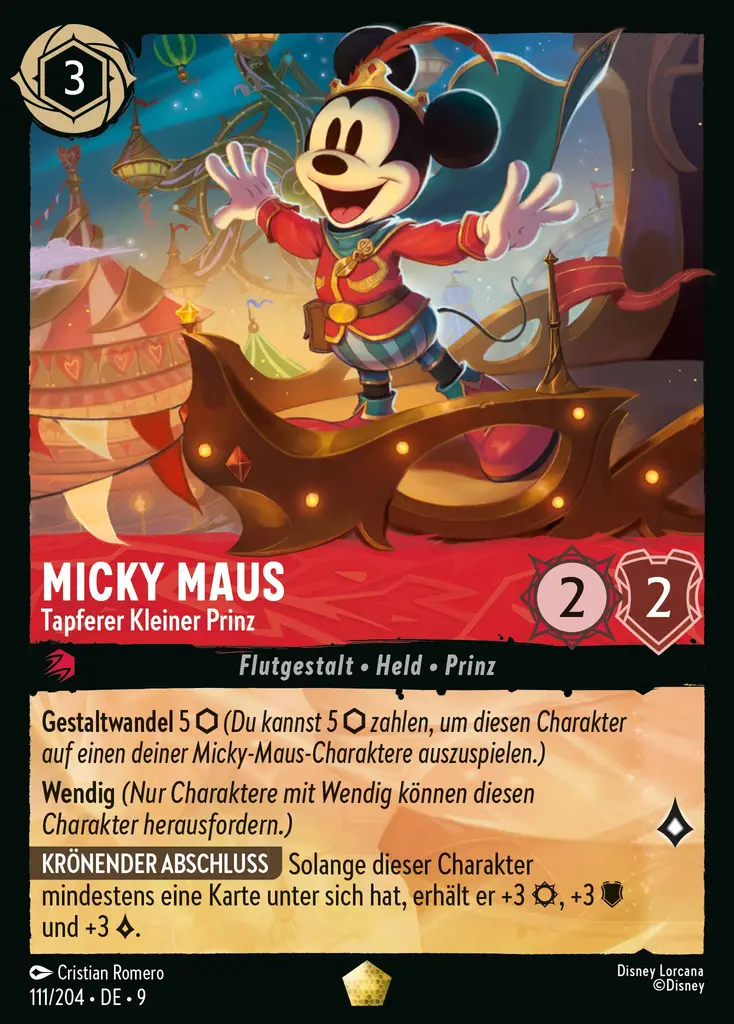 3
MICKY MAUS
Tapferer Kleiner Prinz
2
2
Flutgestalt • Held • Prinz
Gestaltwandel 5 ⬡ (Du kannst 5 ⬡ zahlen, um diesen Charakter
auf einen deiner Micky-Maus-Charaktere auszuspielen.)
Wendig (Nur Charaktere mit Wendig können diesen
Charakter herausfordern.)
KRÖNENDER ABSCHLUSS Solange dieser Charakter
mindestens eine Karte unter sich hat, erhält er +3 , +3
und +3 .
Cristian Romero
111/204 • DE • 9
Disney Lorcana
©Disney